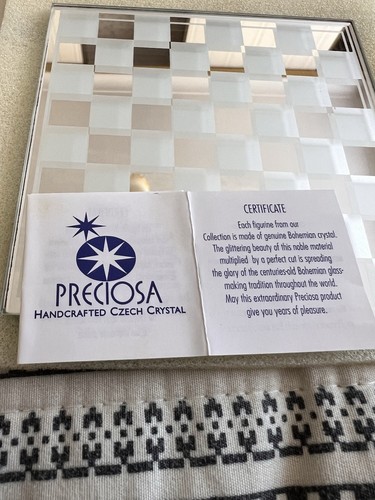 PRECIOSA
HANDCRAFTED CZECH CRYSTAL
CERTIFICATE
Each figurine from our
Collection is made of genuine Bohemian crystal.
The glittering beauty of this noble material
multiplied by a perfect cut is spreading
the glory of the centuries-old Bohemian glass-
making tradition throughout the world.
May this extraordinary Preciosa product
give you years of pleasure.